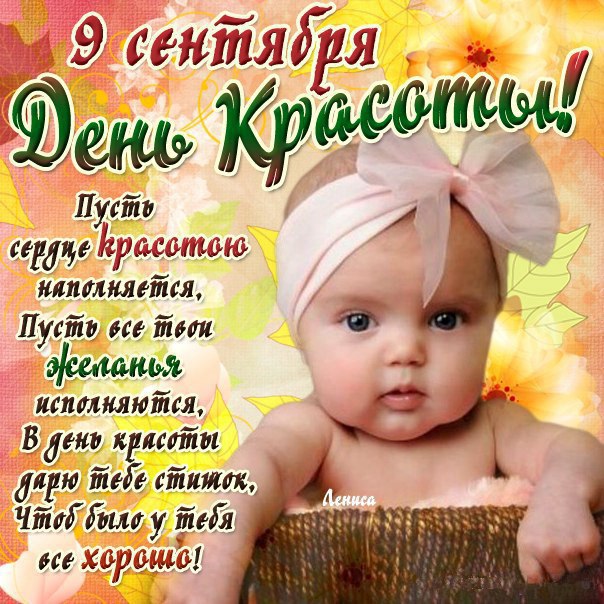 9 сентября
День Красоты!
Пусть
сердце красотою
наполняется,
Пусть все твои
желанья
исполняются,
В день красоты
дарю тебе стишок,
Чтоб было у тебя
все хорошо!
Лениса